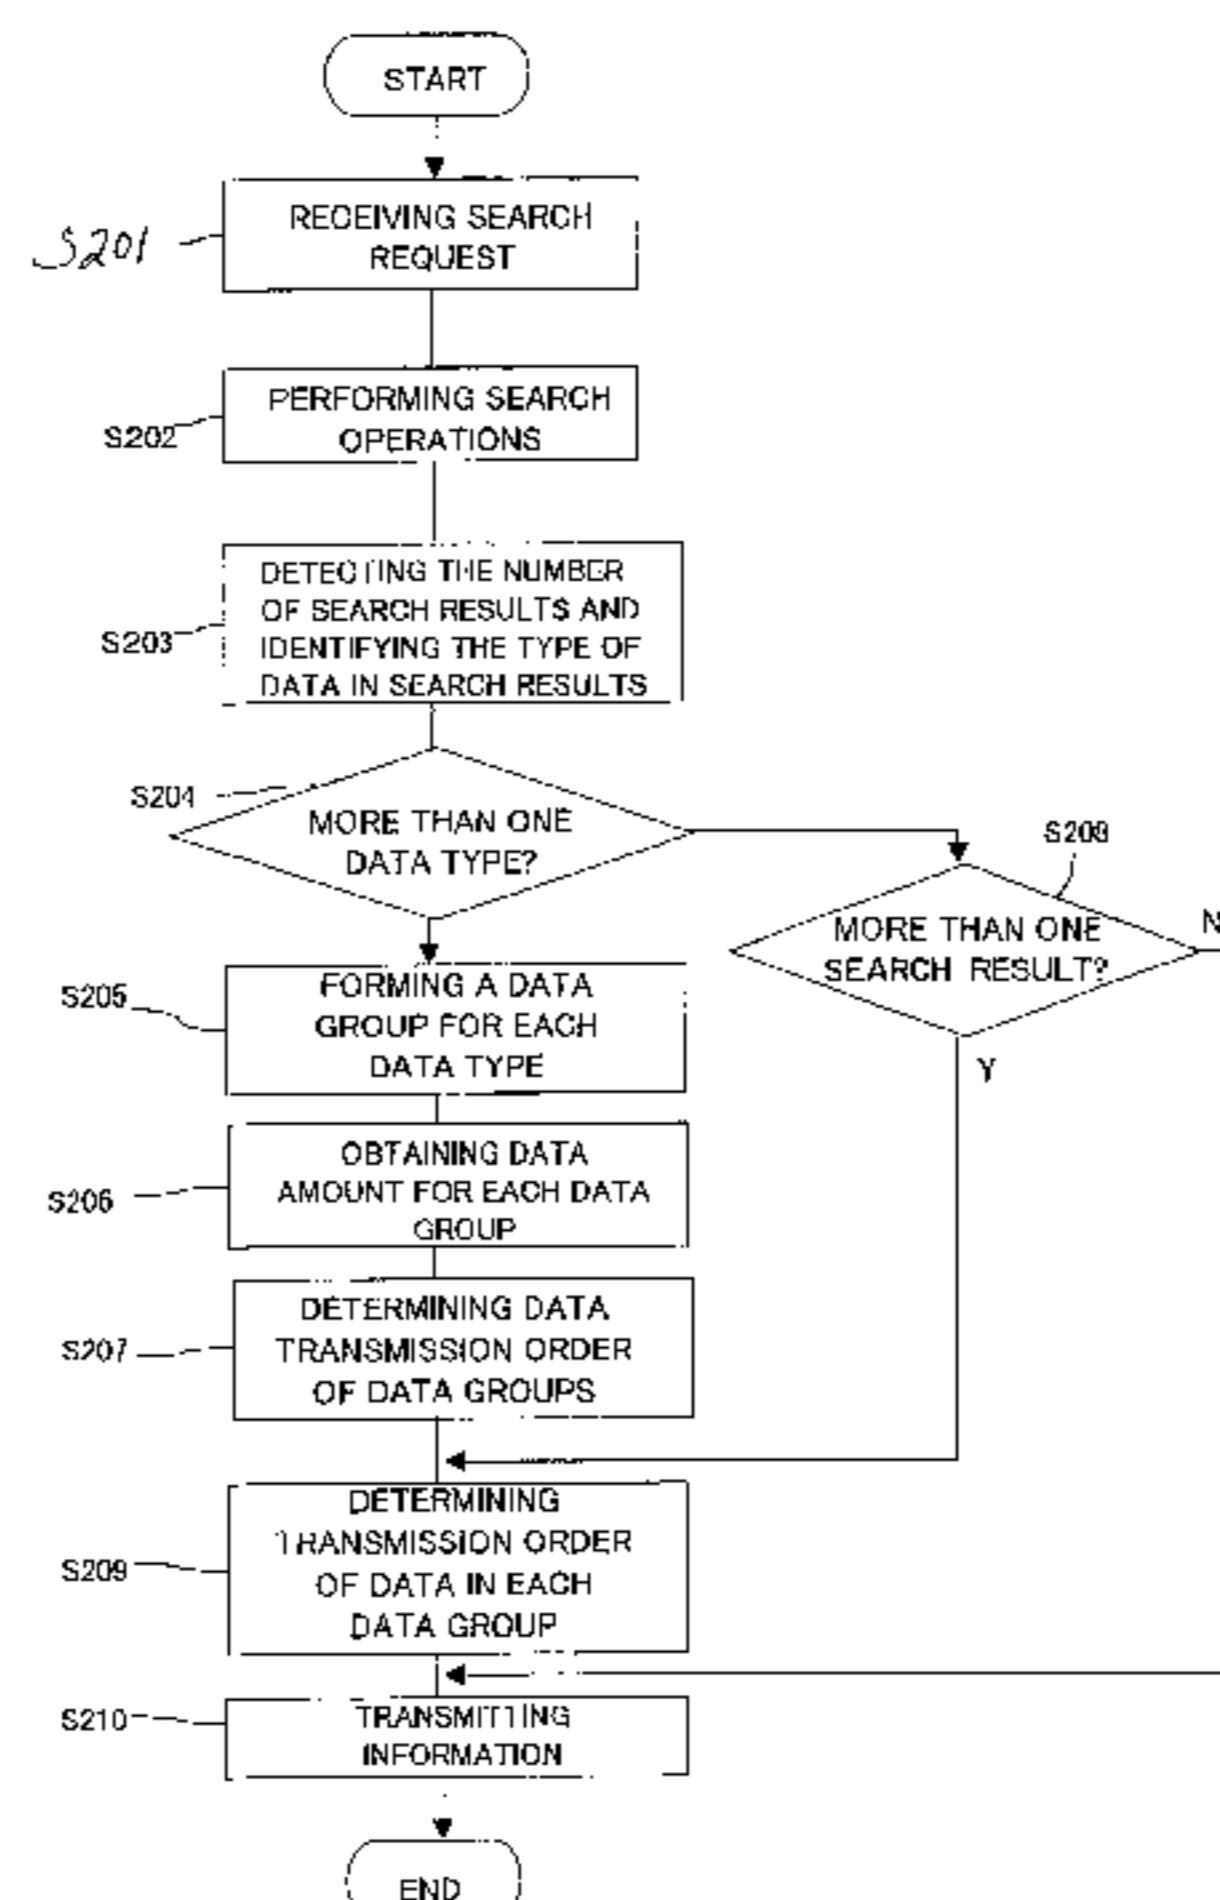 START
RECEIVING SEARCH
REQUEST
S201
PERFORMING SEARCH
OPERATIONS
S202
DETECTING THE NUMBER
OF SEARCH RESULTS AND
IDENTIFYING THE TYPE OF
DATA IN SEARCH RESULTS
S203
S204
MORE THAN ONE
DATA TYPE?
S208
MORE THAN ONE
SEARCH RESULT?
N
Y
S205
FORMING A DATA
GROUP FOR EACH
DATA TYPE
S206
OBTAINING DATA
AMOUNT FOR EACH DATA
GROUP
S207
DETERMINING DATA
TRANSMISSION ORDER
OF DATA GROUPS
S209
DETERMINING
TRANSMISSION ORDER
OF DATA IN EACH
DATA GROUP
S210
TRANSMITTING
INFORMATION
END